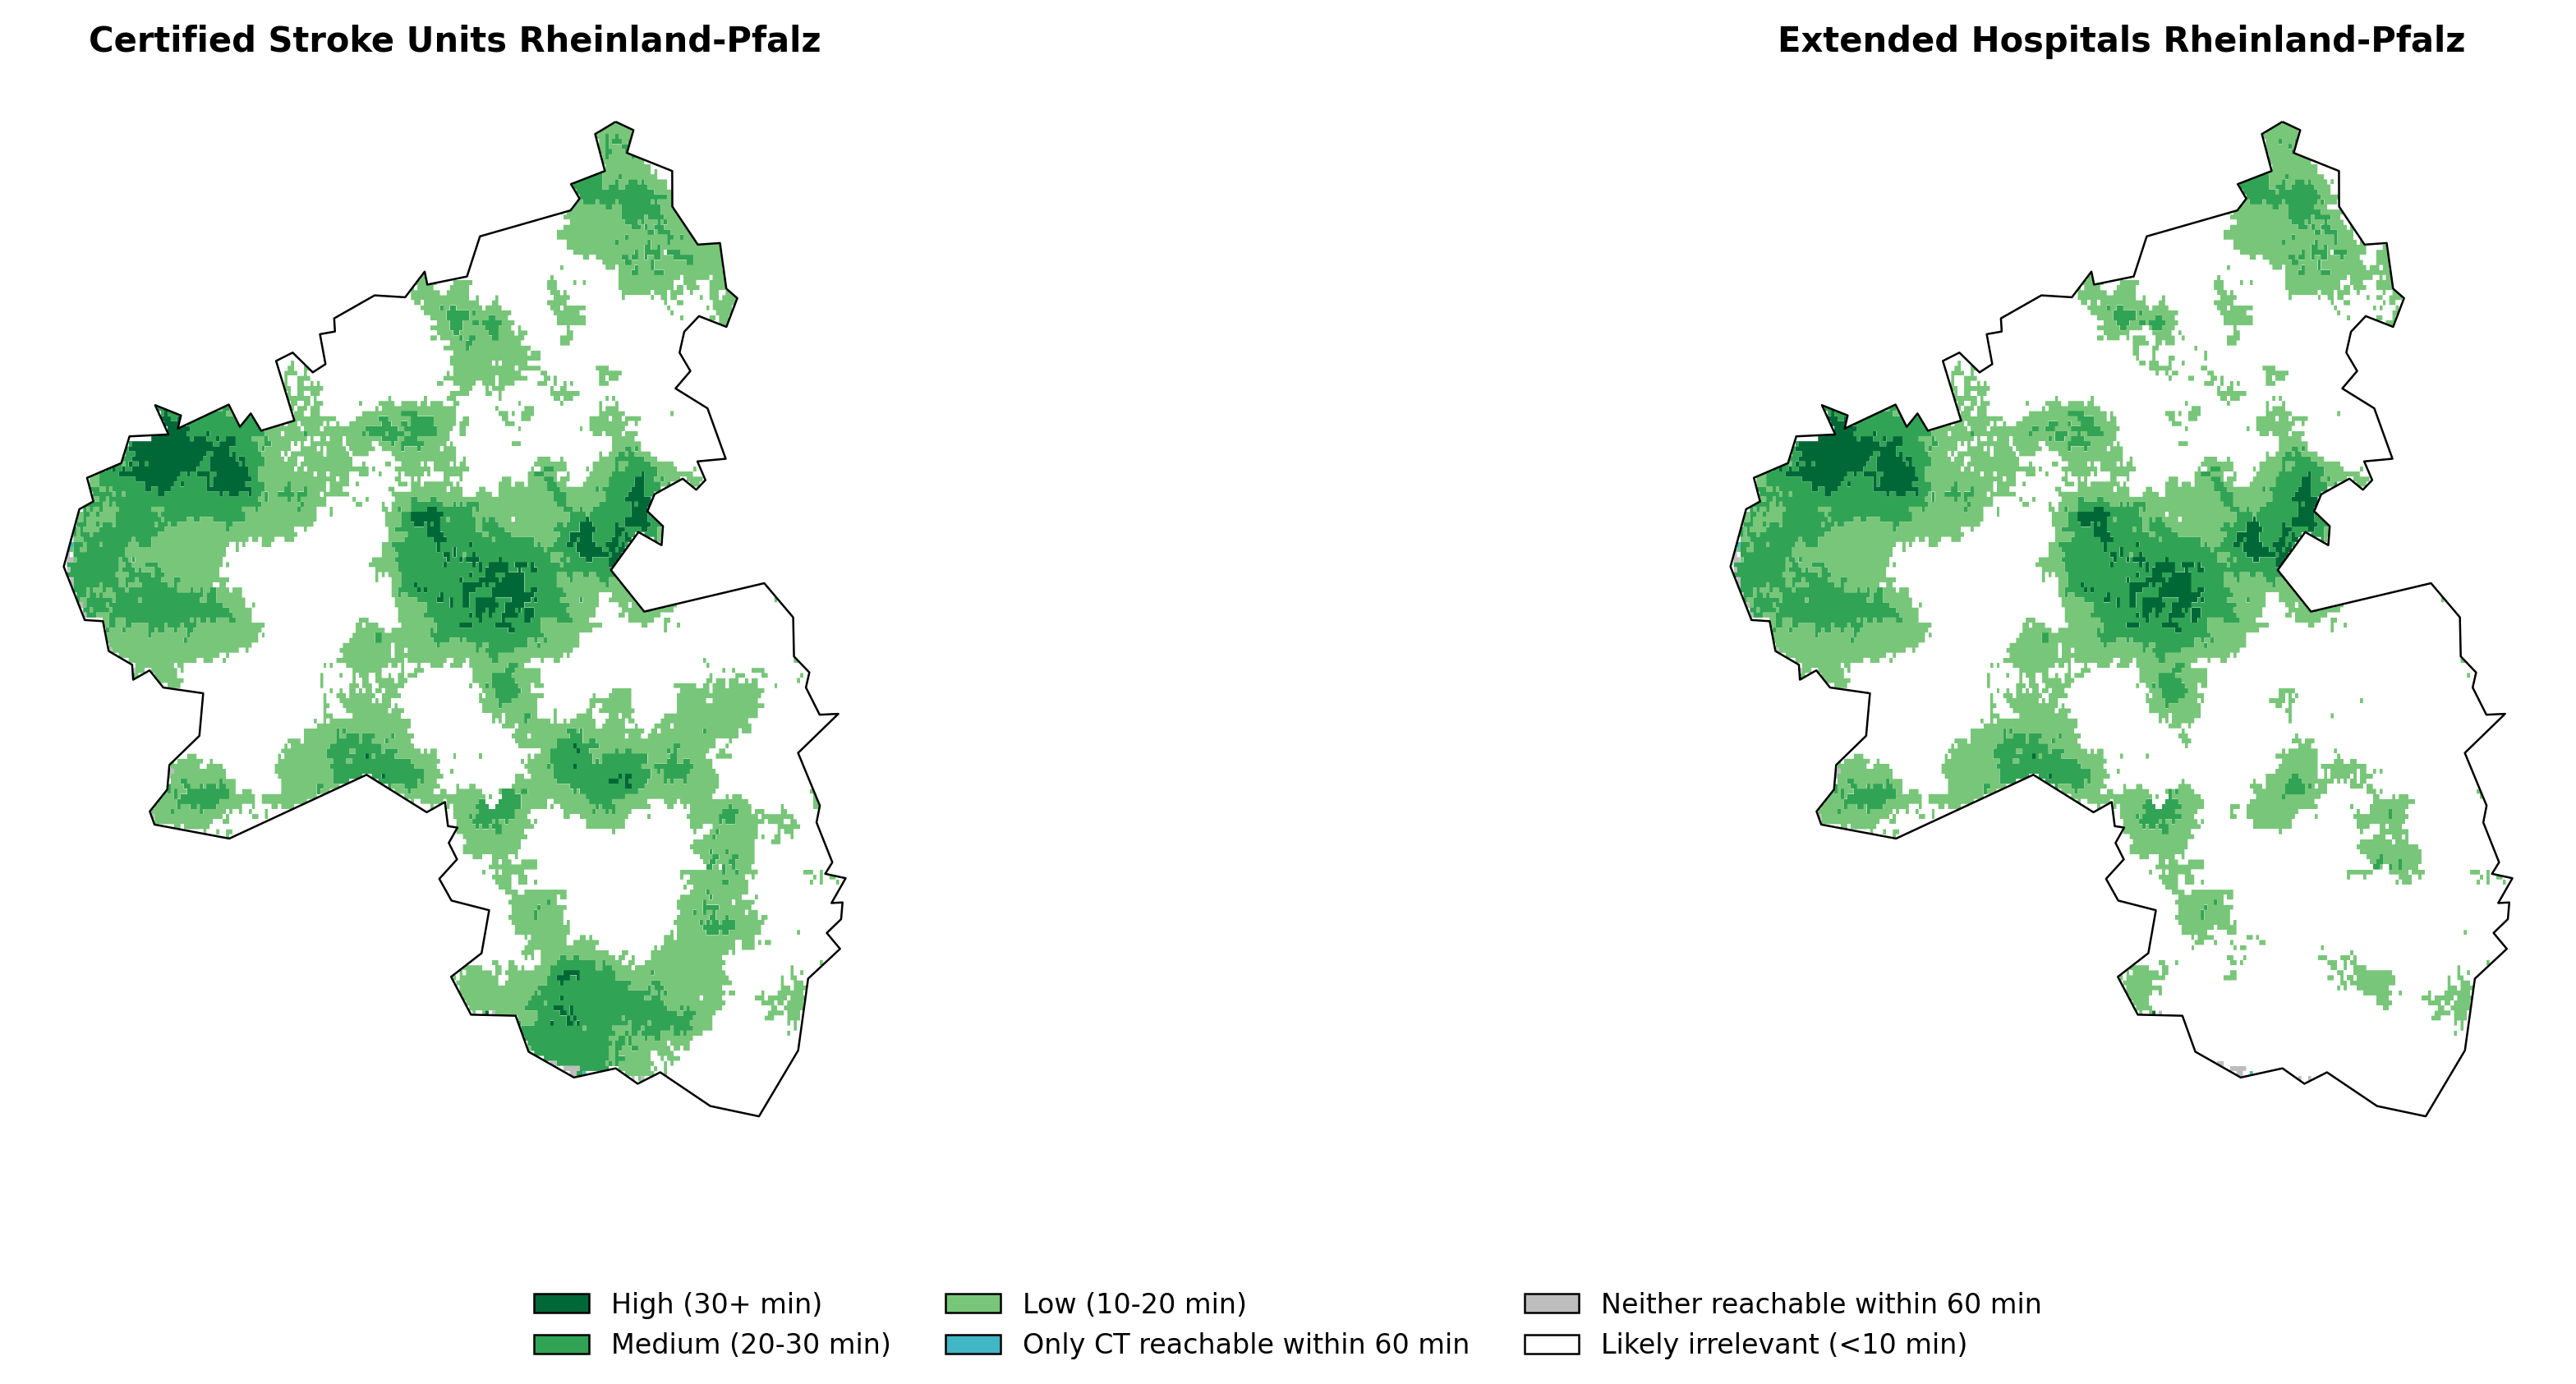 Certified Stroke Units Rheinland-Pfalz
Extended Hospitals Rheinland-Pfalz
High (30+ min)
Medium (20-30 min)
Low (10-20 min)
Only CT reachable within 60 min
Neither reachable within 60 min
Likely irrelevant (<10 min)